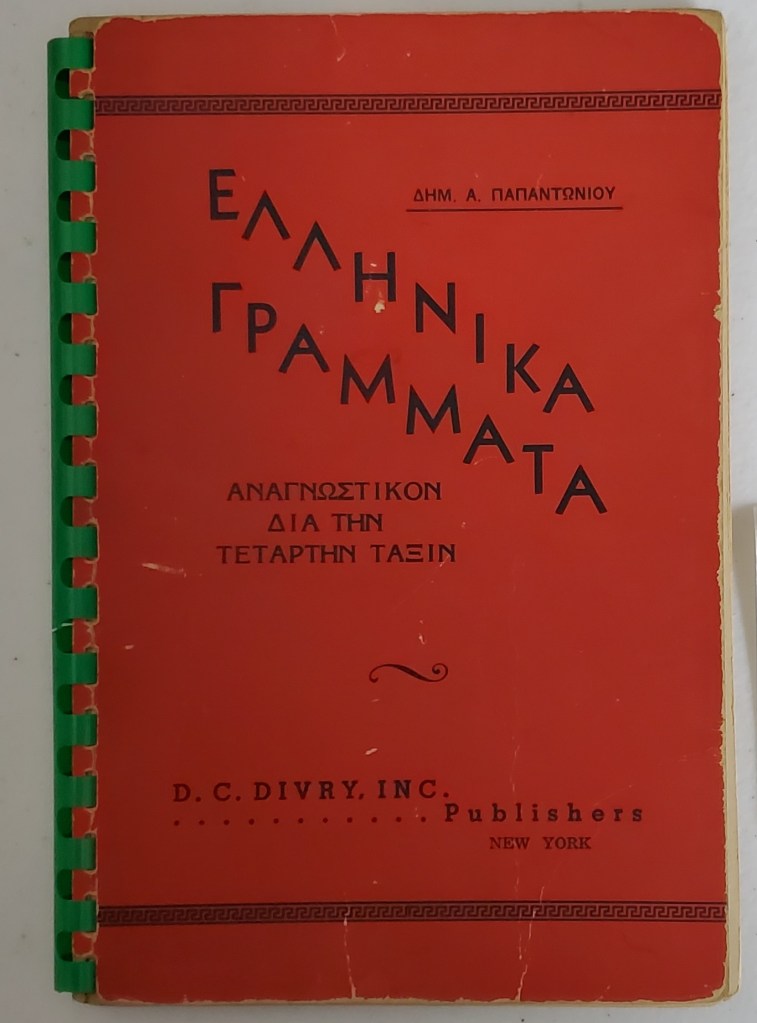 ΔΗΜ. Α. ΠΑΠΑΝΤΩΝΙΟΥ
ΕΛΛΗΝΙΚΑ
ΓΡΑΜΜΑΤΑ
ΑΝΑΓΝΩΣΤΙΚΟΝ
ΔΙΑ ΤΗΝ
ΤΕΤΑΡΤΗΝ ΤΑΞΙΝ
D. C. DIVRY, INC.
. . . . . . . . . . . Publishers
NEW YORK